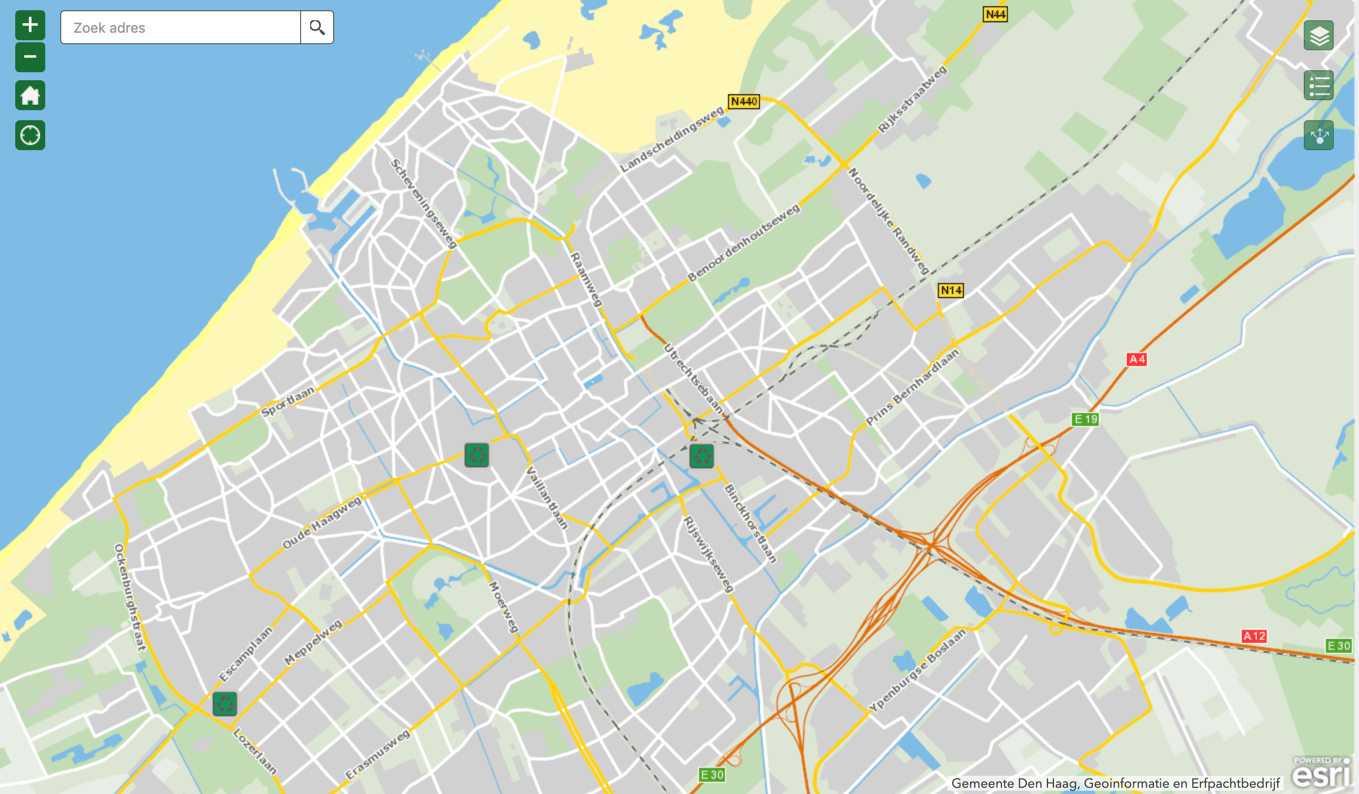 +
Zoek adres
−
N44
N440
Landscheidingsweg
Rijksstraatweg
Scheveningseweg
Noordelijke Randweg
Benoordenhoutseweg
Raamweg
N14
Utrechtsebaan
A4
Prins Bernhardlaan
Sportlaan
E 19
Vaillantlaan
Oude Haagweg
Binckhorstlaan
Rijswijkseweg
Ockenburghstraat
Moerweg
Escamplaan
Meppelweg
Ypenburgse Boslaan
A12
E 30
Lozerlaan
Erasmusweg
E 30
POWERED BY
esri
Gemeente Den Haag, Geoinformatie en Erfpachtbedrijf